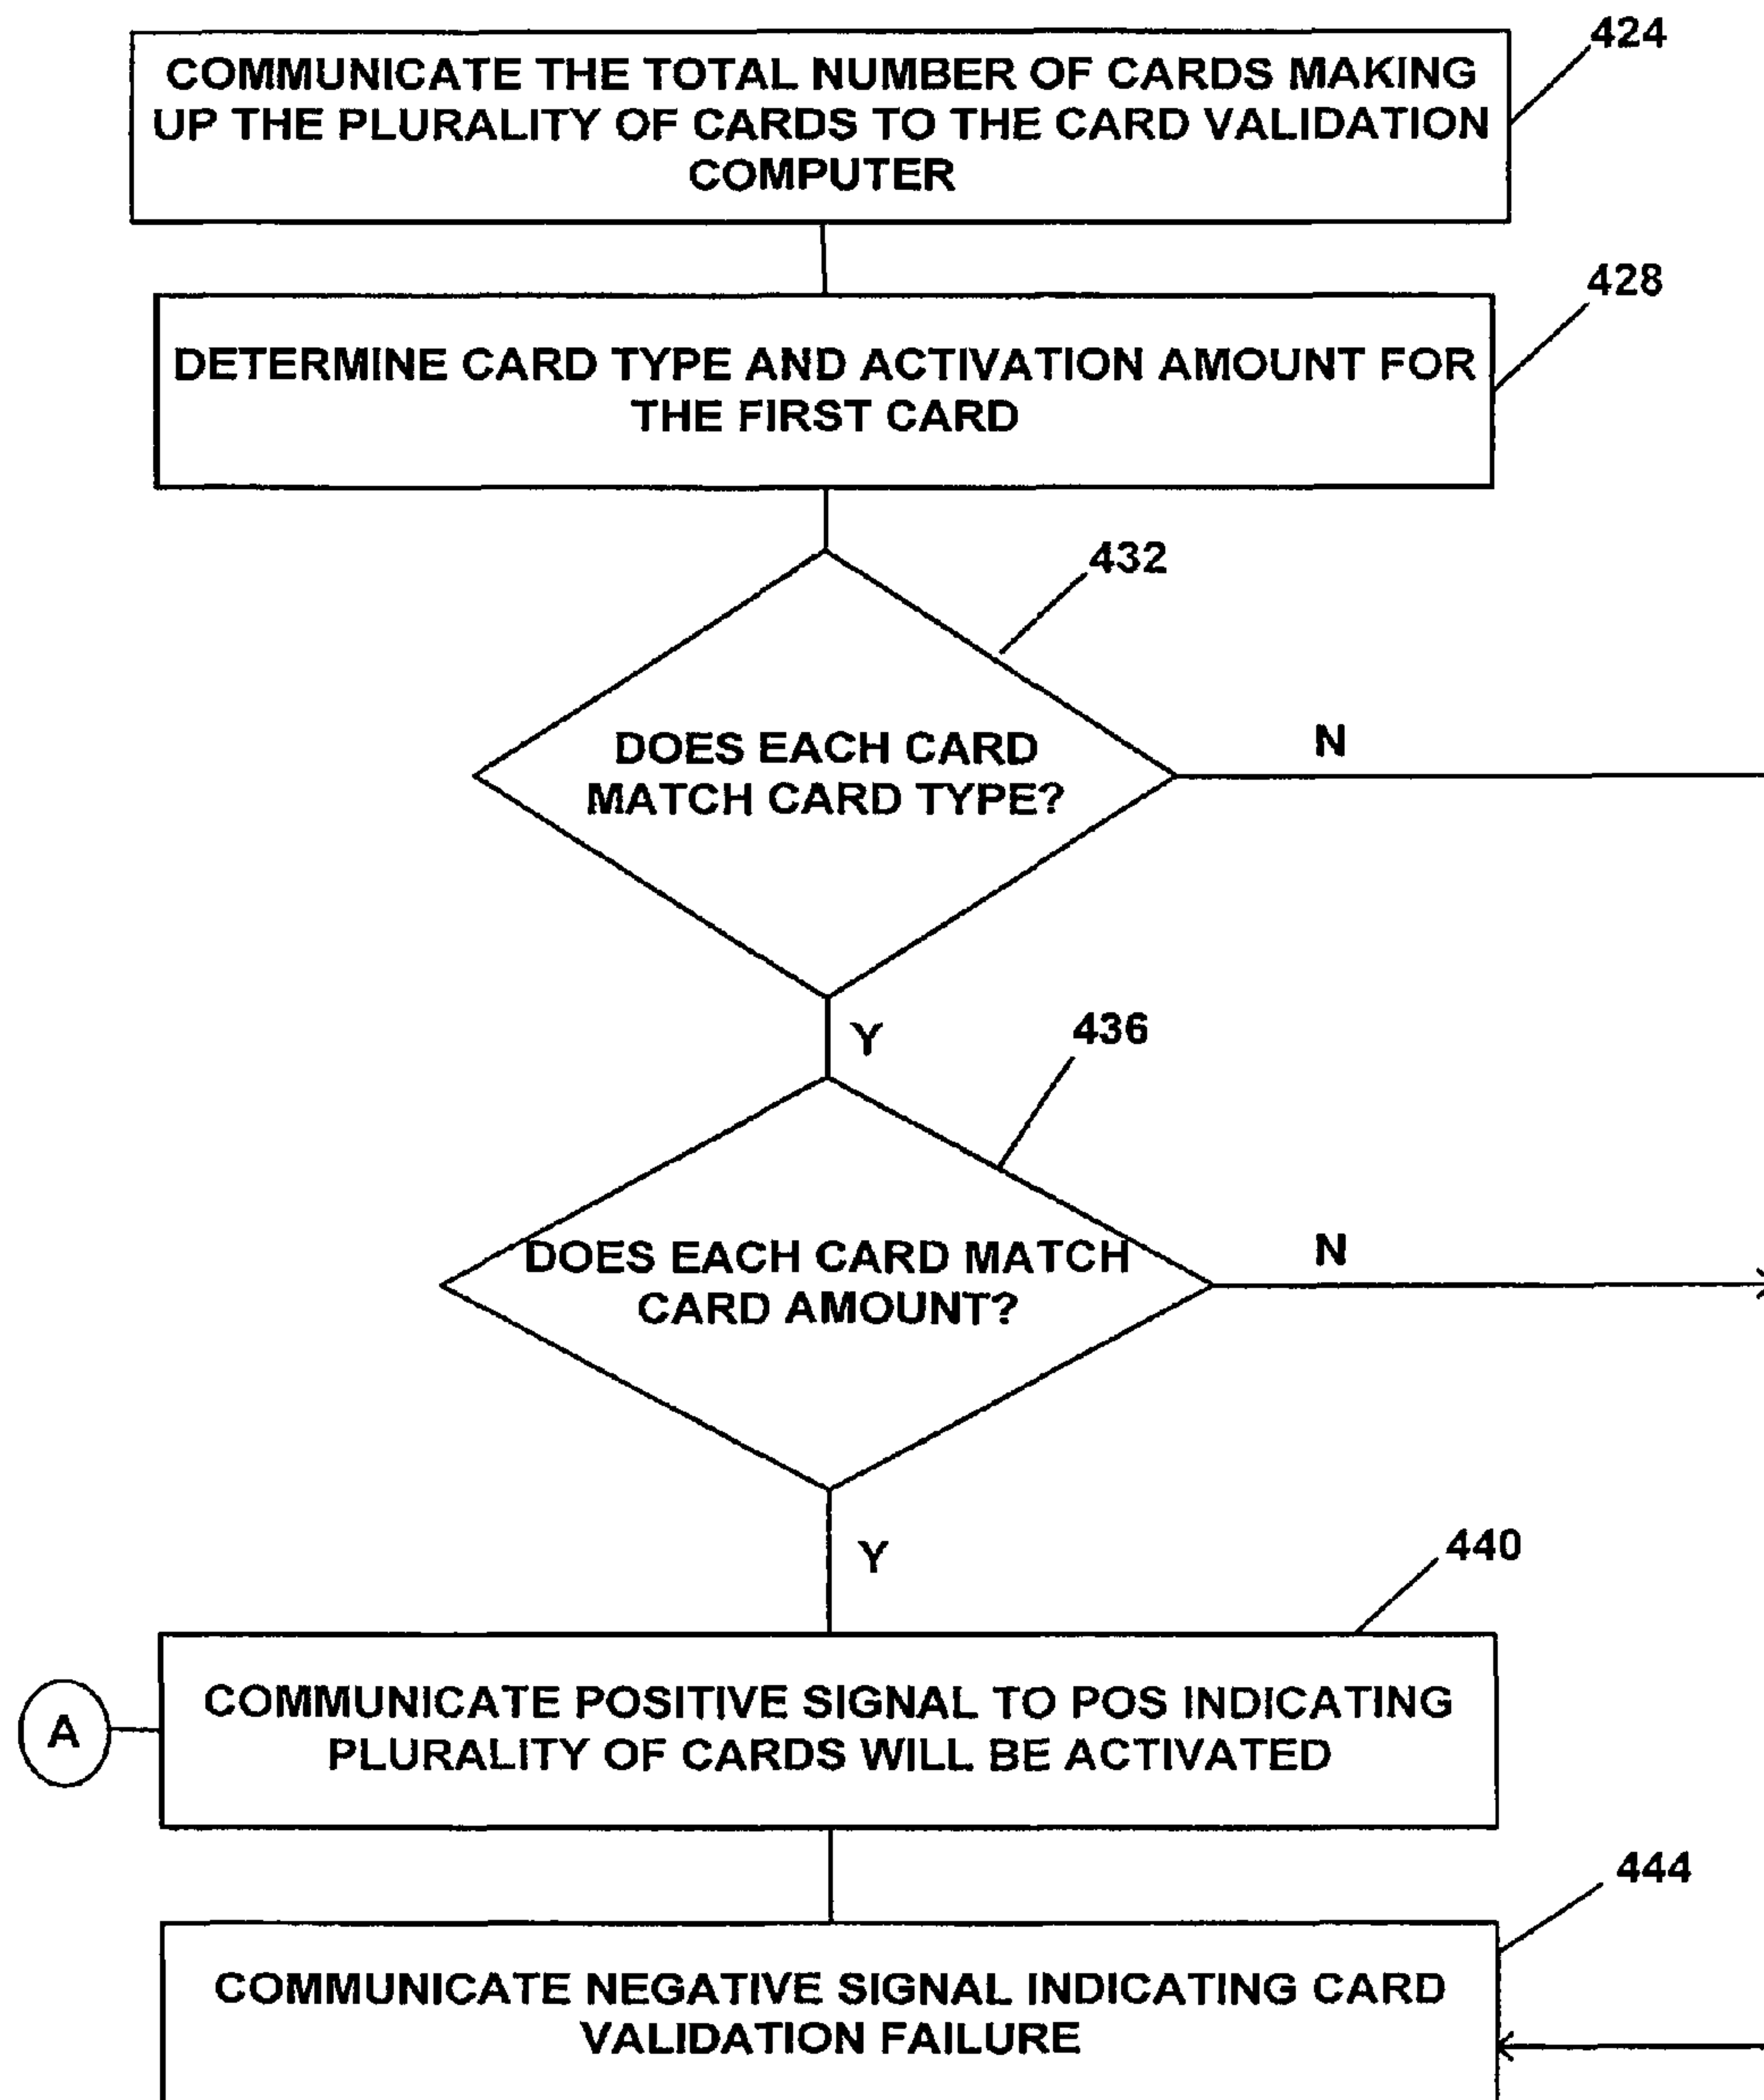 424
COMMUNICATE THE TOTAL NUMBER OF CARDS MAKING
UP THE PLURALITY OF CARDS TO THE CARD VALIDATION
COMPUTER
428
DETERMINE CARD TYPE AND ACTIVATION AMOUNT FOR
THE FIRST CARD
432
DOES EACH CARD
MATCH CARD TYPE?
N
Y
436
DOES EACH CARD MATCH
CARD AMOUNT?
N
Y
440
A
COMMUNICATE POSITIVE SIGNAL TO POS INDICATING
PLURALITY OF CARDS WILL BE ACTIVATED
444
COMMUNICATE NEGATIVE SIGNAL INDICATING CARD
VALIDATION FAILURE